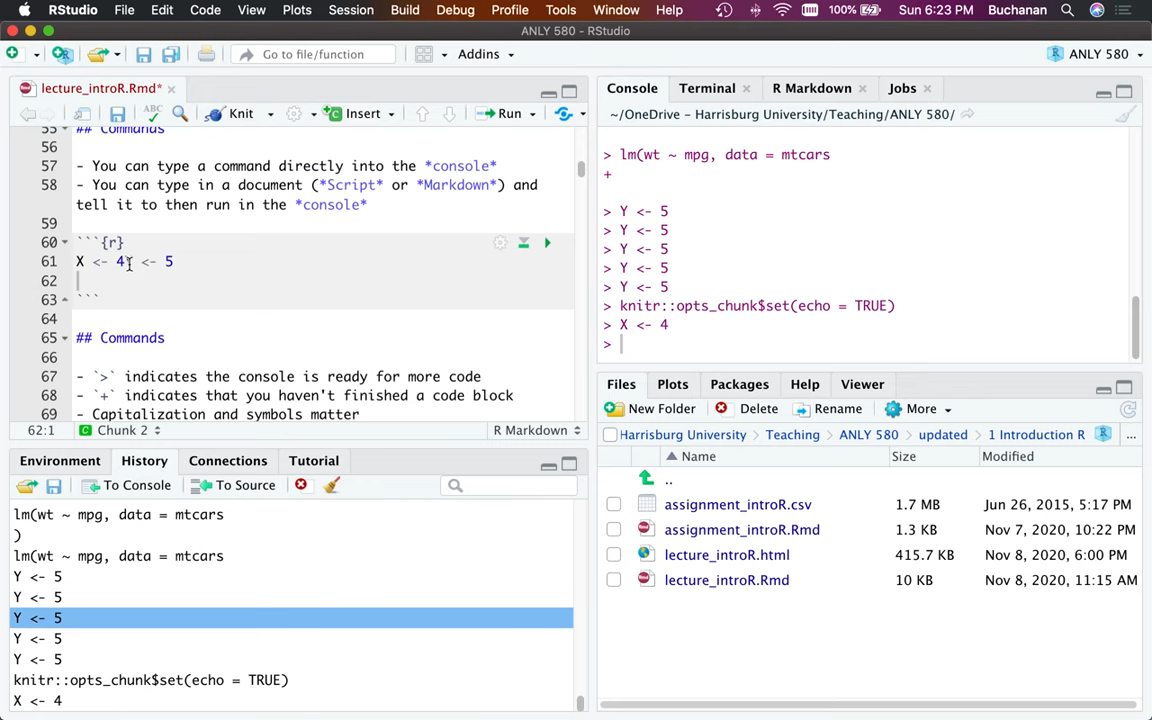 RStudio File Edit Code View Plots Session Build Debug Profile Tools Window Help 100% Sun 6:23 PM Buchanan
ANLY 580 - RStudio
Go to file/function Addins ANLY 580
lecture_introR.Rmd*
Knit Insert Run
55 ## Commands
56
57 - You can type a command directly into the *console*
58 - You can type in a document (*Script* or *Markdown*) and
tell it to then run in the *console*
59
60 ```{r}
61 X <- 4 <- 5
62
63 ```
64
65 ## Commands
66
67 - `>` indicates the console is ready for more code
68 - `+` indicates that you haven't finished a code block
69 - Capitalization and symbols matter
62:1 Chunk 2 R Markdown
Environment History Connections Tutorial
To Console To Source
lm(wt ~ mpg, data = mtcars
)
lm(wt ~ mpg, data = mtcars
Y <- 5
Y <- 5
Y <- 5
Y <- 5
Y <- 5
knitr::opts_chunk$set(echo = TRUE)
X <- 4
Console Terminal R Markdown Jobs
~/OneDrive - Harrisburg University/Teaching/ANLY 580/
> lm(wt ~ mpg, data = mtcars
+
> Y <- 5
> Y <- 5
> Y <- 5
> Y <- 5
> Y <- 5
> knitr::opts_chunk$set(echo = TRUE)
> X <- 4
>
Files Plots Packages Help Viewer
New Folder Delete Rename More
Harrisburg University Teaching ANLY 580 updated 1 Introduction R ...
Name Size Modified
..
assignment_introR.csv 1.7 MB Jun 26, 2015, 5:17 PM
assignment_introR.Rmd 1.3 KB Nov 7, 2020, 10:22 PM
lecture_introR.html 415.7 KB Nov 8, 2020, 6:00 PM
lecture_introR.Rmd 10 KB Nov 8, 2020, 11:15 AM